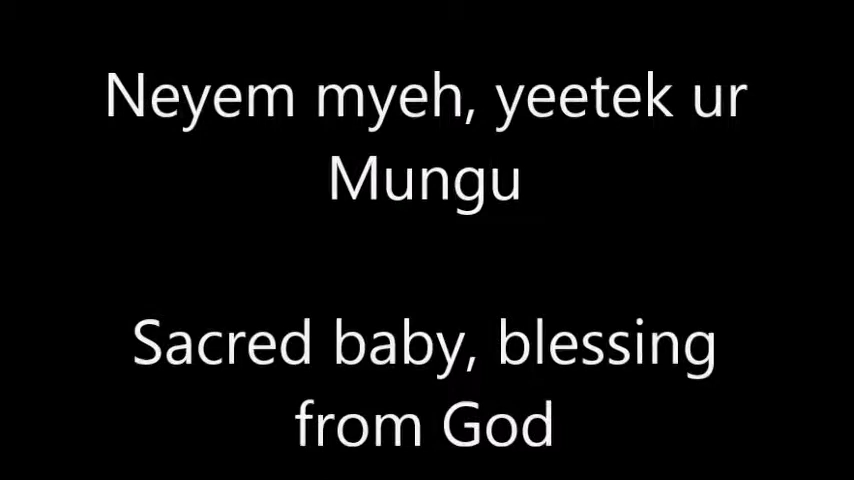 Neyem myeh, yeetek ur
Mungu
Sacred baby, blessing
from God